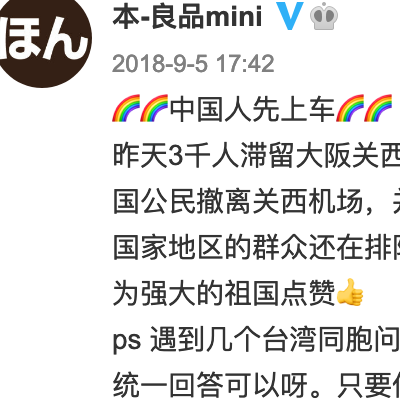 ほん
本-良品mini
2018-9-5 17:42
🌈🌈中国人先上车🌈🌈
昨天3千人滞留大阪关西
国公民撤离关西机场，
国家地区的群众还在排
为强大的祖国点赞👍
ps 遇到几个台湾同胞问
统一回答可以呀。只要